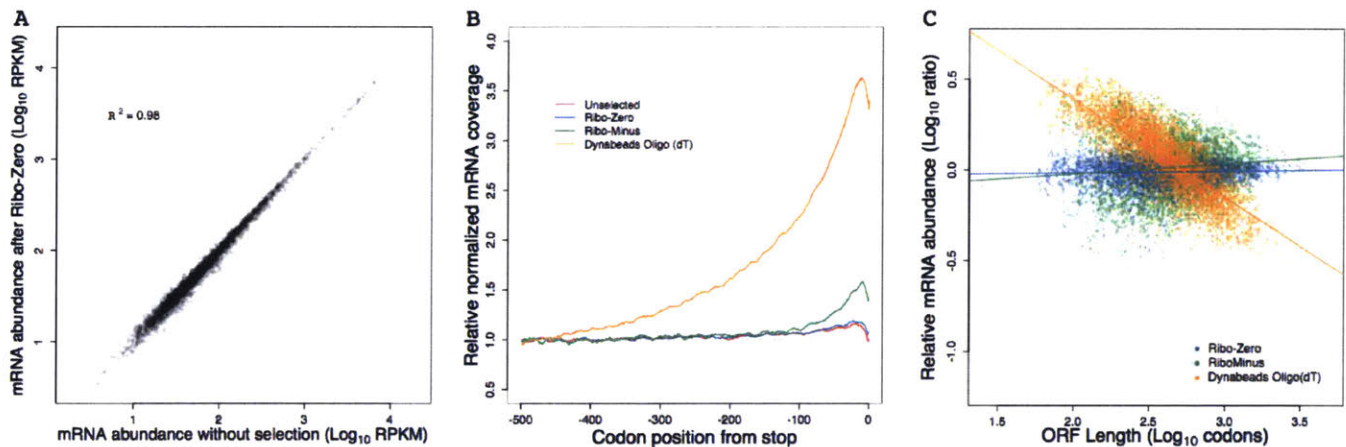 A
mRNA abundance after Ribo-Zero (Log10 RPKM)
4
3
2
1
R2 = 0.98
1
2
3
4
mRNA abundance without selection (Log10 RPKM)
B
Relative normalized mRNA coverage
4.0
3.5
3.0
2.5
2.0
1.5
1.0
0.5
Unselected
Ribo-Zero
Ribo-Minus
Dynabeads Oligo (dT)
-500
-400
-300
-200
-100
0
Codon position from stop
C
Relative mRNA abundance (Log10 ratio)
0.5
0.0
-0.5
-1.0
Ribo-Zero
RiboMinus
Dynabeads Oligo(dT)
1.5
2.0
2.5
3.0
3.5
ORF Length (Log10 codons)